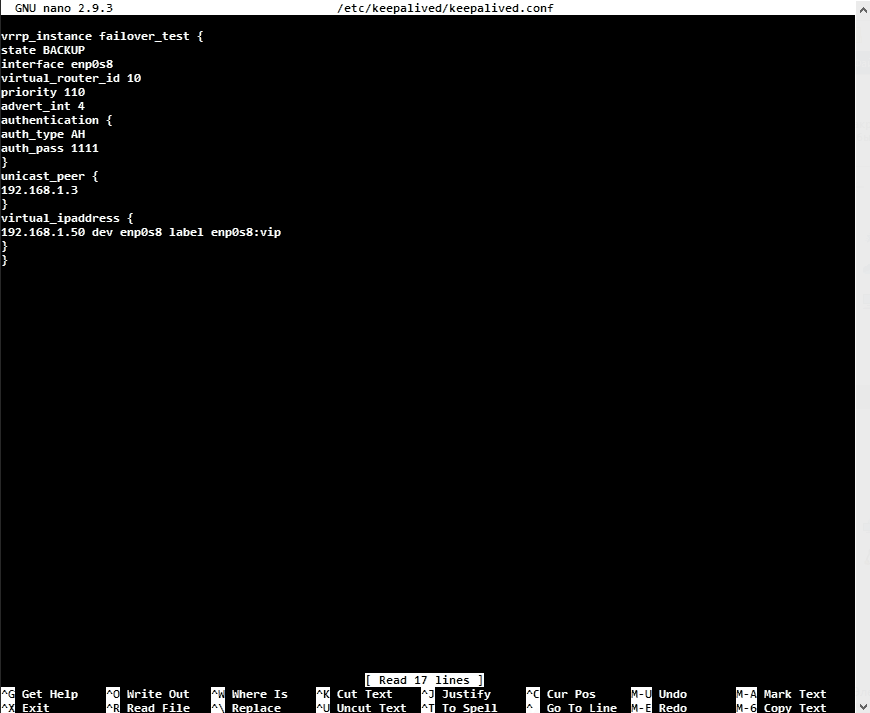 GNU nano 2.9.3 /etc/keepalived/keepalived.conf
vrrp_instance failover_test {
state BACKUP
interface enp0s8
virtual_router_id 10
priority 110
advert_int 4
authentication {
auth_type AH
auth_pass 1111
}
unicast_peer {
192.168.1.3
}
virtual_ipaddress {
192.168.1.50 dev enp0s8 label enp0s8:vip
}
}
[ Read 17 lines ]
^G Get Help ^O Write Out ^W Where Is ^K Cut Text ^J Justify ^C Cur Pos M-U Undo M-A Mark Text
^X Exit ^R Read File ^\ Replace ^U Uncut Text ^T To Spell ^_ Go To Line M-E Redo M-6 Copy Text